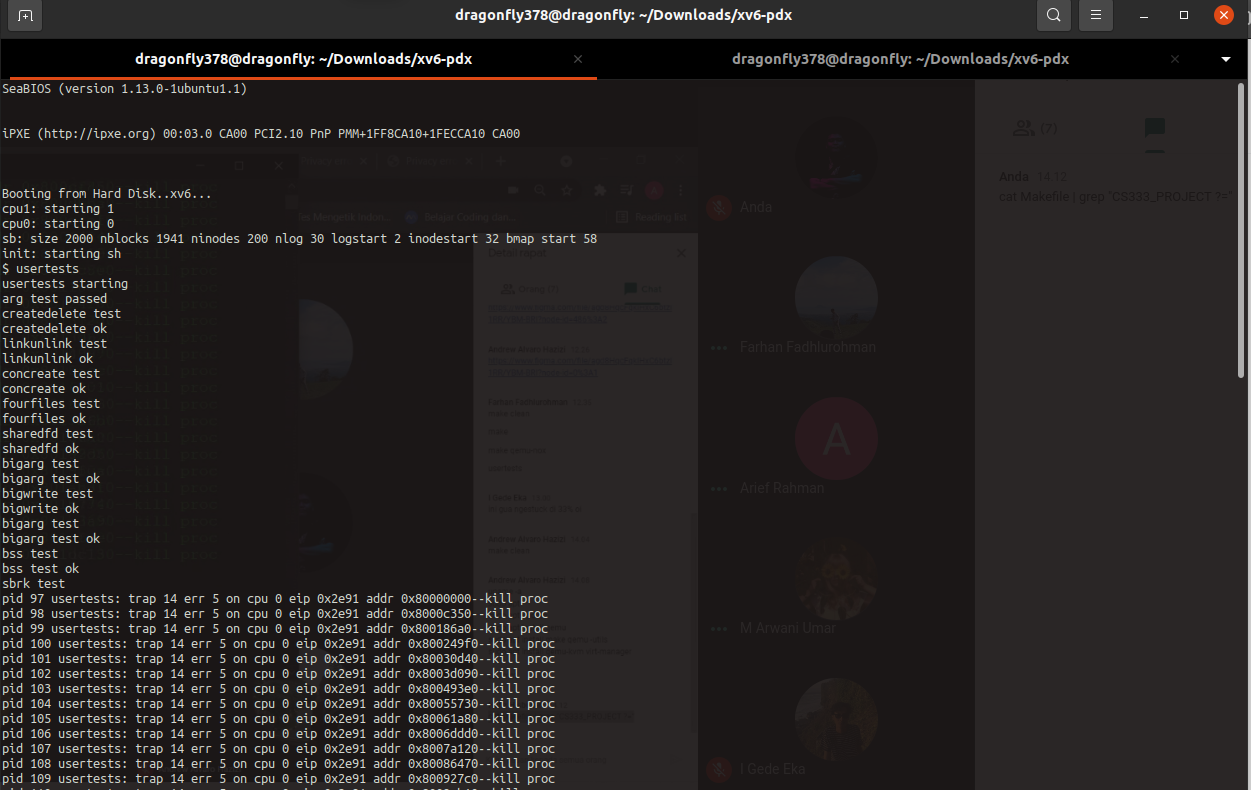 dragonfly378@dragonfly: ~/Downloads/xv6-pdx
dragonfly378@dragonfly: ~/Downloads/xv6-pdx
dragonfly378@dragonfly: ~/Downloads/xv6-pdx
SeaBIOS (version 1.13.0-1ubuntu1.1)
iPXE (http://ipxe.org) 00:03.0 CA00 PCI2.10 PnP PMM+1FF8CA10+1FECCA10 CA00
Booting from Hard Disk..xv6...
cpu1: starting 1
cpu0: starting 0
sb: size 2000 nblocks 1941 ninodes 200 nlog 30 logstart 2 inodestart 32 bmap start 58
init: starting sh
$ usertests
usertests starting
arg test passed
createdelete test
createdelete ok
linkunlink test
linkunlink ok
concreate test
concreate ok
fourfiles test
fourfiles ok
sharedfd test
sharedfd ok
bigarg test
bigarg test ok
bigwrite test
bigwrite ok
bigarg test
bigarg test ok
bss test
bss test ok
sbrk test
pid 97 usertests: trap 14 err 5 on cpu 0 eip 0x2e91 addr 0x80000000--kill proc
pid 98 usertests: trap 14 err 5 on cpu 0 eip 0x2e91 addr 0x8000c350--kill proc
pid 99 usertests: trap 14 err 5 on cpu 0 eip 0x2e91 addr 0x800186a0--kill proc
pid 100 usertests: trap 14 err 5 on cpu 0 eip 0x2e91 addr 0x800249f0--kill proc
pid 101 usertests: trap 14 err 5 on cpu 0 eip 0x2e91 addr 0x80030d40--kill proc
pid 102 usertests: trap 14 err 5 on cpu 0 eip 0x2e91 addr 0x8003d090--kill proc
pid 103 usertests: trap 14 err 5 on cpu 0 eip 0x2e91 addr 0x800493e0--kill proc
pid 104 usertests: trap 14 err 5 on cpu 0 eip 0x2e91 addr 0x80055730--kill proc
pid 105 usertests: trap 14 err 5 on cpu 0 eip 0x2e91 addr 0x80061a80--kill proc
pid 106 usertests: trap 14 err 5 on cpu 0 eip 0x2e91 addr 0x8006ddd0--kill proc
pid 107 usertests: trap 14 err 5 on cpu 0 eip 0x2e91 addr 0x8007a120--kill proc
pid 108 usertests: trap 14 err 5 on cpu 0 eip 0x2e91 addr 0x80086470--kill proc
pid 109 usertests: trap 14 err 5 on cpu 0 eip 0x2e91 addr 0x800927c0--kill proc
Anda
Farhan Fadhlurohman
A
Arief Rahman
M Arwani Umar
I Gede Eka
(7)
Anda 14.12
cat Makefile | grep "CS333_PROJECT ?="
Reading list